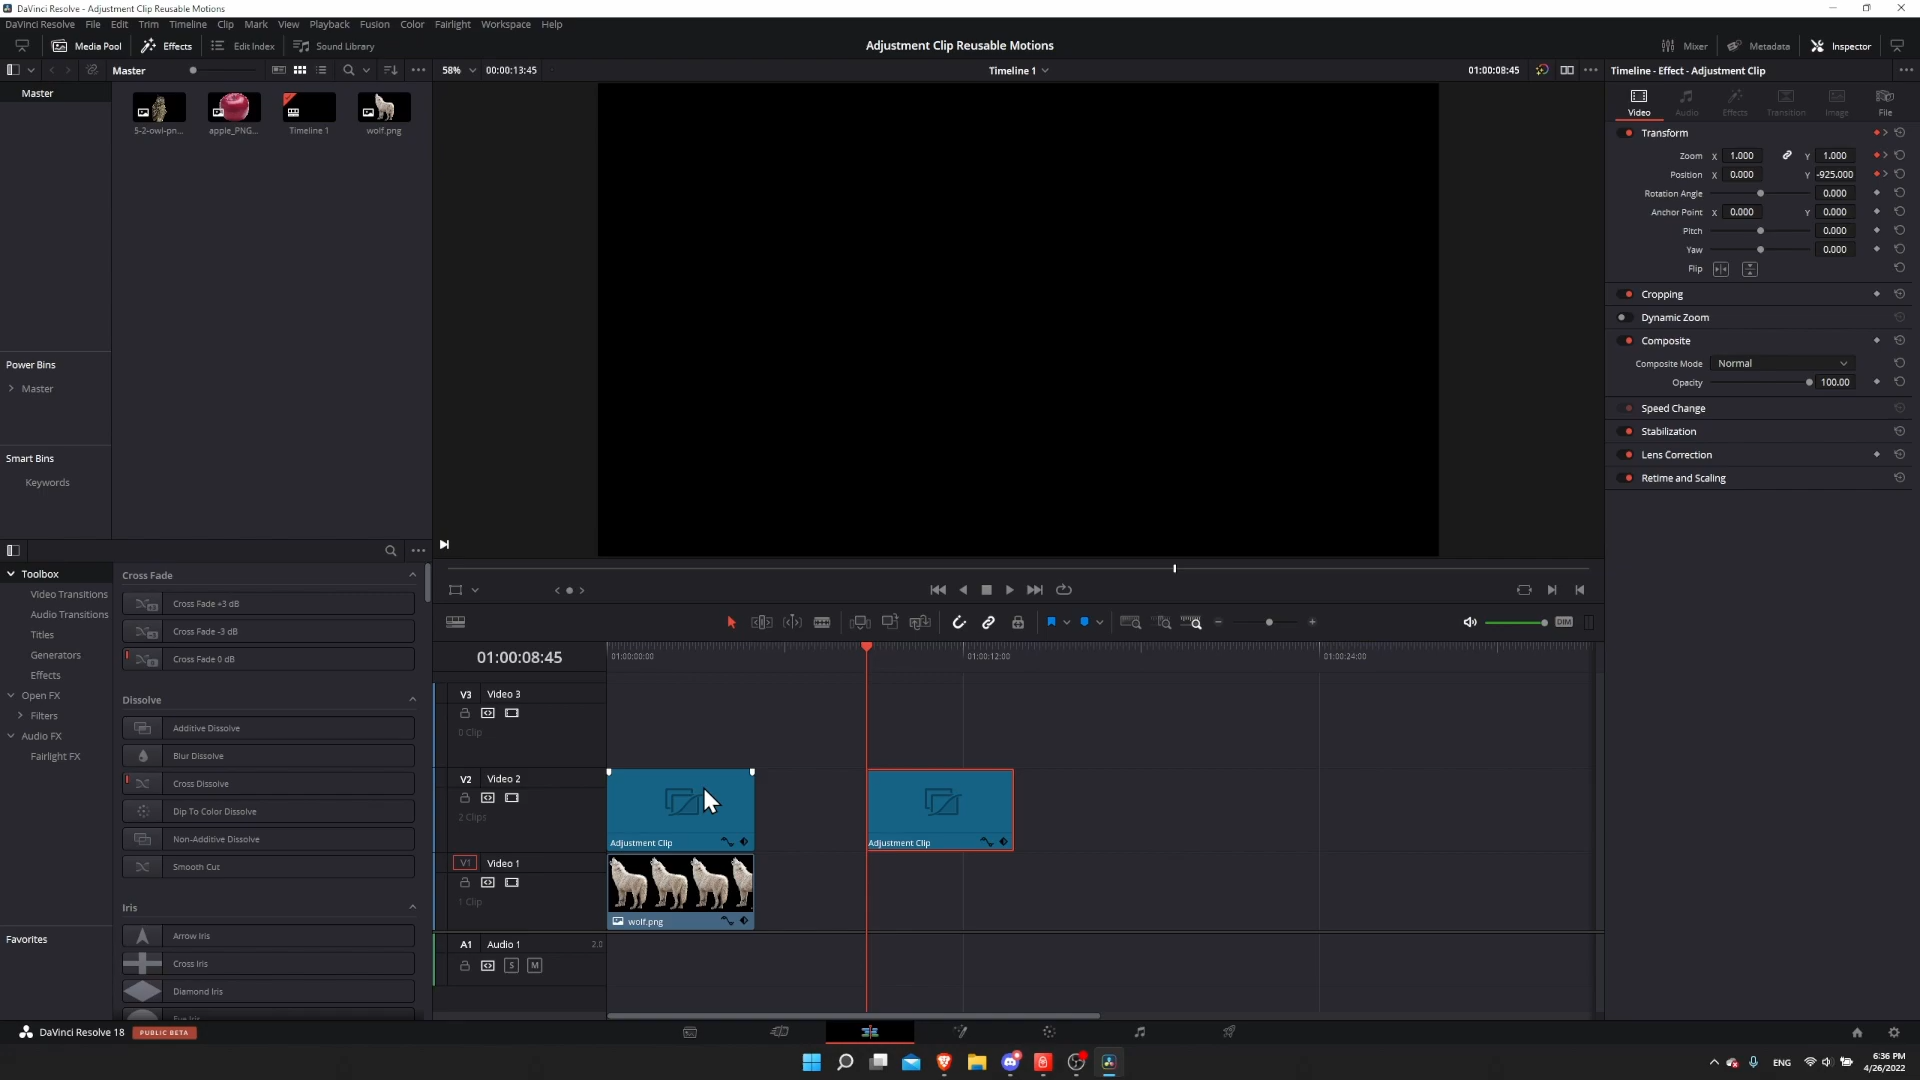 DaVinci Resolve - Adjustment Clip Reusable Motions
DaVinci Resolve File Edit Trim Timeline Clip Mark View Playback Fusion Color Fairlight Workspace Help
Media Pool Effects Edit Index Sound Library Adjustment Clip Reusable Motions Mixer Metadata Inspector
Master 58% 00:00:13:45 Timeline 1 01:00:08:45 Timeline - Effect - Adjustment Clip
Master
5-2-owl-pn... apple_PNG... Timeline 1 wolf.png
Video Audio Effects Transition Image File
Transform
Zoom X 1.000 Y 1.000
Position X 0.000 Y -925.000
Rotation Angle 0.000
Anchor Point X 0.000 Y 0.000
Pitch 0.000
Yaw 0.000
Flip
Cropping
Dynamic Zoom
Composite
Composite Mode Normal
Opacity 100.00
Speed Change
Stabilization
Lens Correction
Retime and Scaling
Power Bins
Master
Smart Bins
Keywords
Toolbox
Video Transitions
Audio Transitions
Titles
Generators
Effects
Open FX
Filters
Audio FX
Fairlight FX
Favorites
Cross Fade
Cross Fade +3 dB
Cross Fade -3 dB
Cross Fade 0 dB
Dissolve
Additive Dissolve
Blur Dissolve
Cross Dissolve
Dip To Color Dissolve
Non-Additive Dissolve
Smooth Cut
Iris
Arrow Iris
Cross Iris
Diamond Iris
Eye Iris
DIM
01:00:08:45 01:00:00:00 01:00:12:00 01:00:24:00
V3 Video 3
0 Clip
V2 Video 2
2 Clips
Adjustment Clip Adjustment Clip
V1 Video 1
1 Clip
wolf.png
A1 Audio 1 2.0
S M
DaVinci Resolve 18 PUBLIC BETA
ENG 6:36 PM
4/26/2022